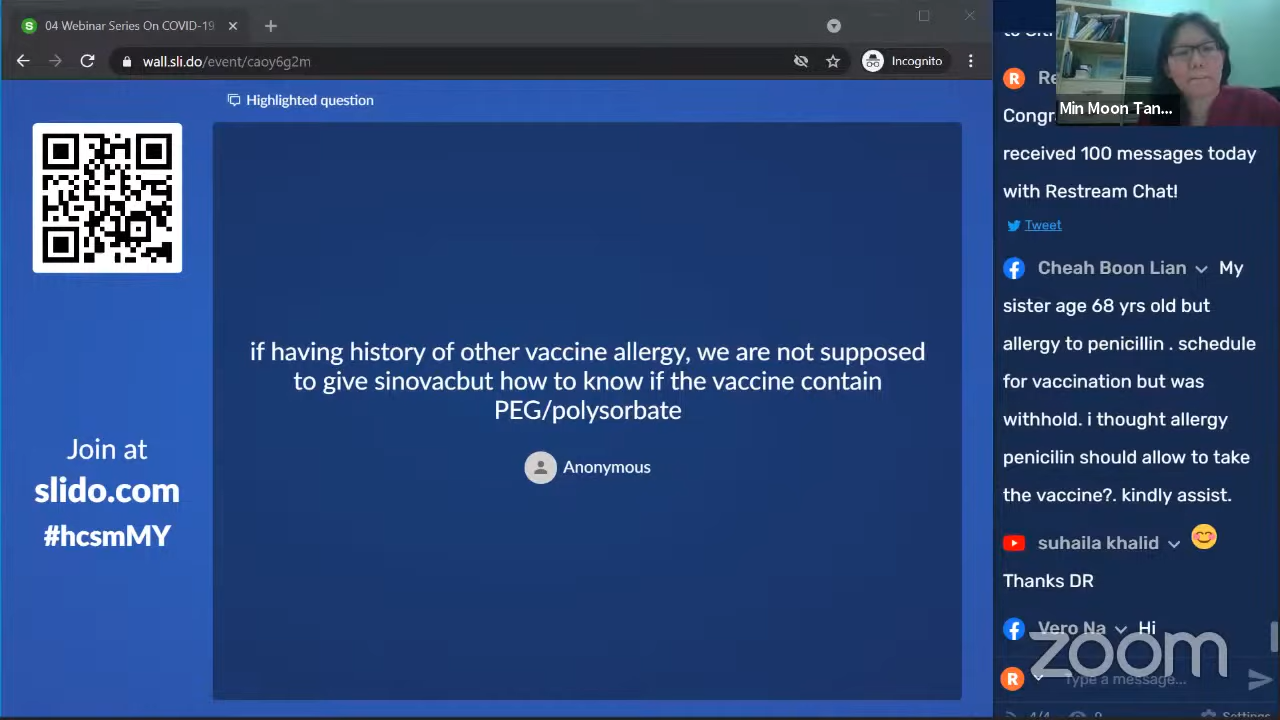 04 Webinar Series On COVID-19
wall.sli.do/event/caoy6g2m
Incognito
Highlighted question
if having history of other vaccine allergy, we are not supposed
to give sinovacbut how to know if the vaccine contain
PEG/polysorbate
Anonymous
Join at
slido.com
#hcsmMY
Min Moon Tan...
received 100 messages today
with Restream Chat!
Tweet
Cheah Boon Lian My
sister age 68 yrs old but
allergy to penicillin . schedule
for vaccination but was
withhold. i thought allergy
penicilin should allow to take
the vaccine?. kindly assist.
suhaila khalid 😊
Thanks DR
Vero Na Hi
zoom
Type a message...
Settings